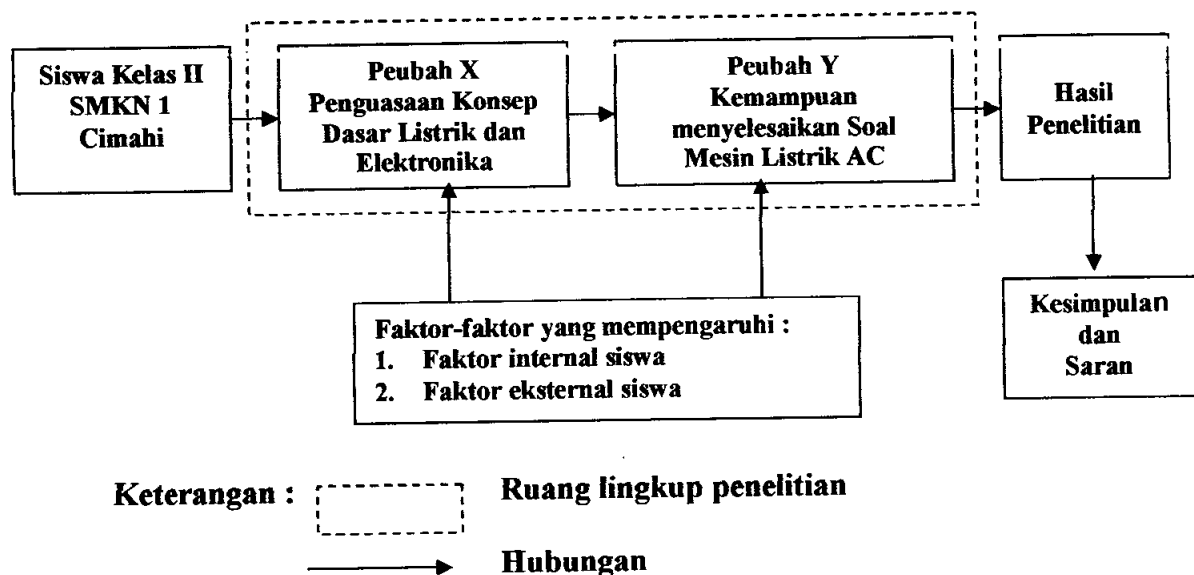 Siswa Kelas II
SMKN 1
Cimahi
Peubah X
Penguasaan Konsep
Dasar Listrik dan
Elektronika
Peubah Y
Kemampuan
menyelesaikan Soal
Mesin Listrik AC
Hasil
Penelitian
Faktor-faktor yang mempengaruhi :
1. Faktor internal siswa
2. Faktor eksternal siswa
Kesimpulan
dan
Saran
Keterangan : Ruang lingkup penelitian
Hubungan